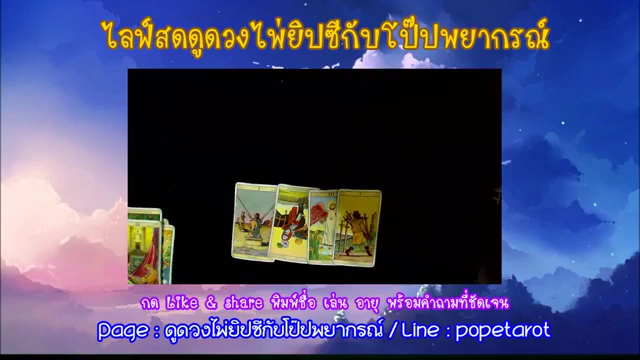 ไลฟ์สดดูดวงไพ่ยิปซีกับโป๊ปพยากรณ์
กด Like & share พิมพ์ชื่อ เล่น อายุ พร้อมคำถามที่ชัดเจน
Page : ดูดวงไพ่ยิปซีกับโป๊ปพยากรณ์ / Line : popetarot